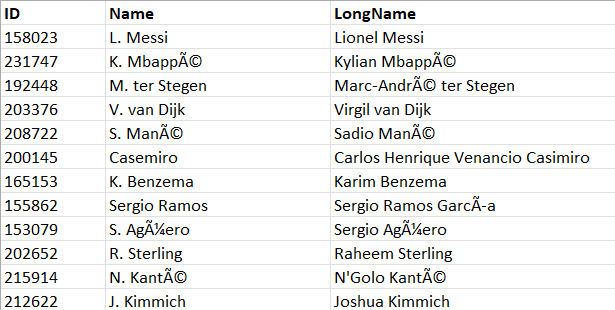 ID Name LongName
158023 L. Messi Lionel Messi
231747 K. MbappÃ© Kylian MbappÃ©
192448 M. ter Stegen Marc-AndrÃ© ter Stegen
203376 V. van Dijk Virgil van Dijk
208722 S. ManÃ© Sadio ManÃ©
200145 Casemiro Carlos Henrique Venancio Casimiro
165153 K. Benzema Karim Benzema
155862 Sergio Ramos Sergio Ramos GarcÃ-a
153079 S. AgÃ¼ero Sergio AgÃ¼ero
202652 R. Sterling Raheem Sterling
215914 N. KantÃ© N'Golo KantÃ©
212622 J. Kimmich Joshua Kimmich